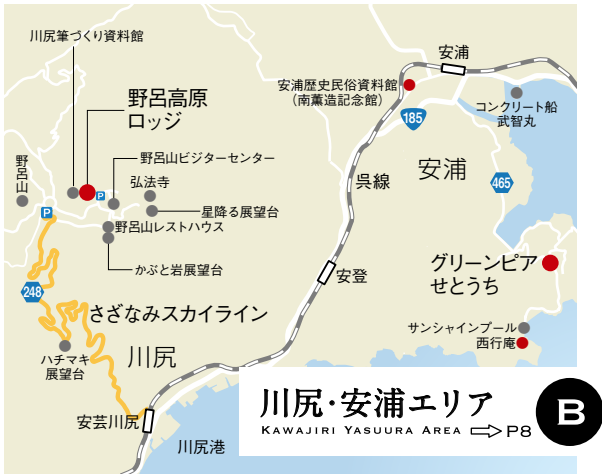 川尻筆づくり資料館
野呂高原
ロッジ
安浦
安浦歴史民俗資料館
(南薫造記念館)
185
コンクリート船
武智丸
野呂山ビジターセンター
P
弘法寺
野呂山
P
星降る展望台
野呂山レストハウス
かぶと岩展望台
呉線
安浦
465
グリーンピア
せとうち
安登
248
さざなみスカイライン
サンシャインプール
西行庵
ハチマキ
展望台
川尻
安芸川尻
川尻港
川尻・安浦エリア
KAWAJIRI YASUURA AREA ⇨P8
B